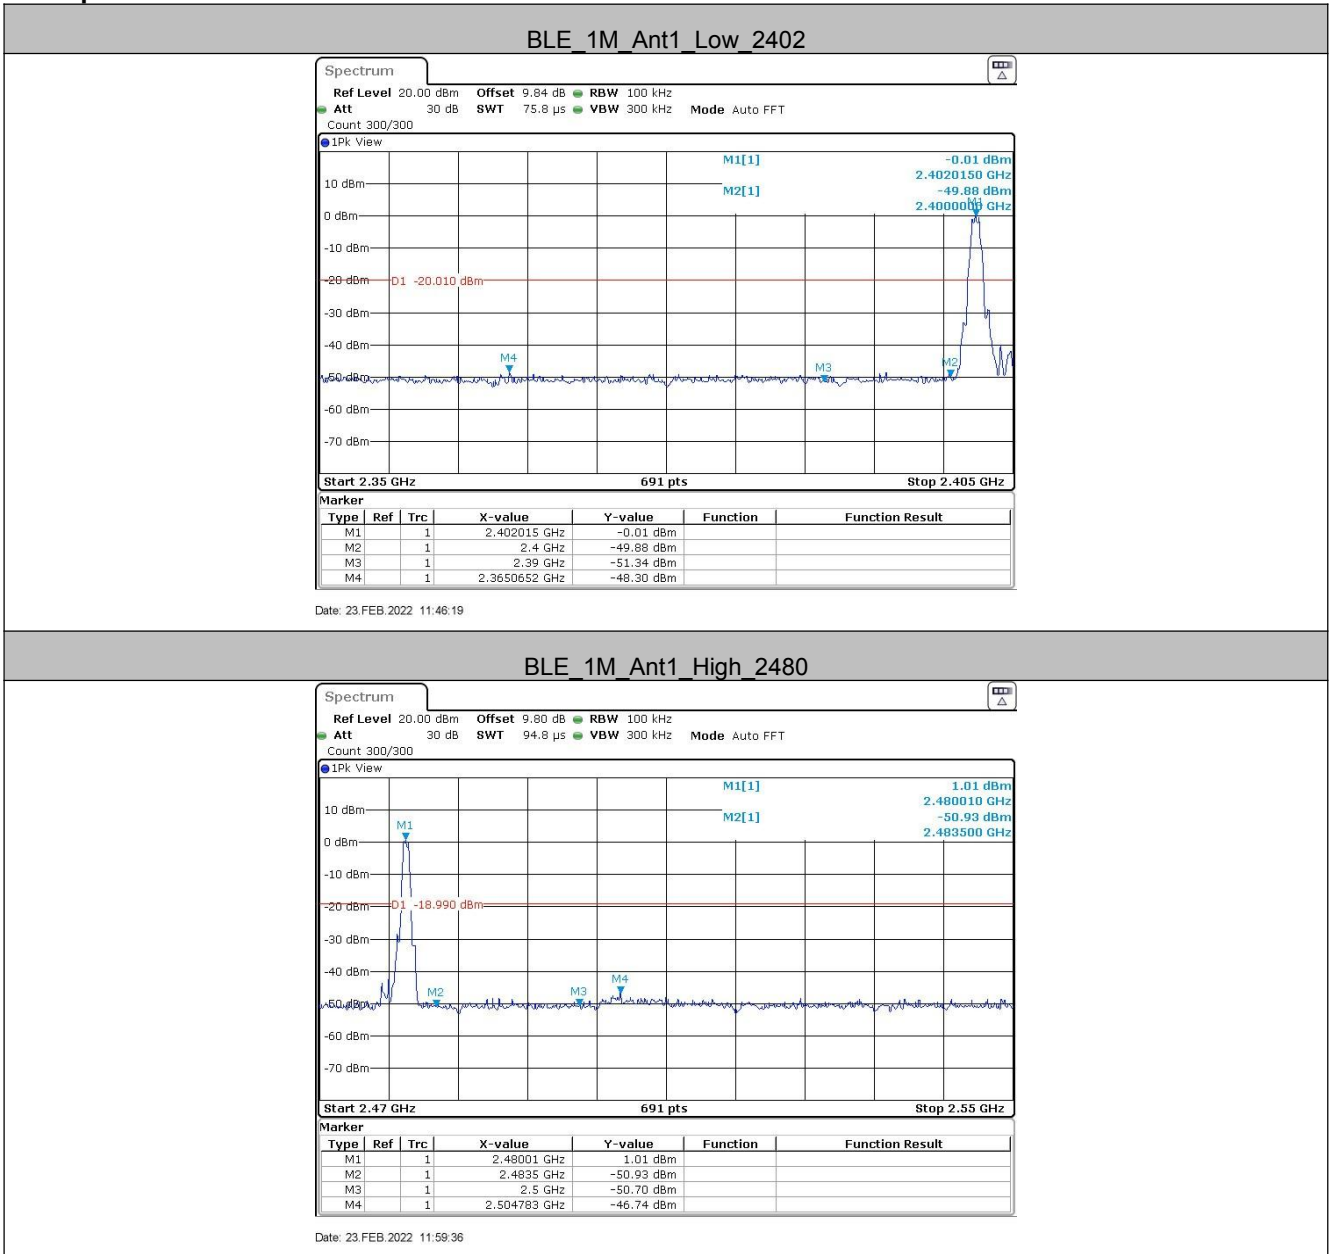 BLE_1M_Ant1_Low_2402
Spectrum
Ref Level 20.00 dBm Offset 9.84 dB RBW 100 kHz
Att 30 dB SWT 75.8 µs VBW 300 kHz Mode Auto FFT
Count 300/300
1Pk View
M1[1] -0.01 dBm
2.4020150 GHz
M2[1] -49.88 dBm
2.4000000 GHz
M1
10 dBm
0 dBm
-10 dBm
-20 dBm D1 -20.010 dBm
-30 dBm
-40 dBm
M4 M3 M2
-50 dBm
-60 dBm
-70 dBm
Start 2.35 GHz 691 pts Stop 2.405 GHz
Marker
Type Ref Trc X-value Y-value Function Function Result
M1 1 2.402015 GHz -0.01 dBm
M2 1 2.4 GHz -49.88 dBm
M3 1 2.39 GHz -51.34 dBm
M4 1 2.3650652 GHz -48.30 dBm
Date: 23.FEB.2022 11:46:19
BLE_1M_Ant1_High_2480
Spectrum
Ref Level 20.00 dBm Offset 9.80 dB RBW 100 kHz
Att 30 dB SWT 94.8 µs VBW 300 kHz Mode Auto FFT
Count 300/300
1Pk View
M1[1] 1.01 dBm
2.480010 GHz
M2[1] -50.93 dBm
2.483500 GHz
10 dBm
M1
0 dBm
-10 dBm
-20 dBm D1 -18.990 dBm
-30 dBm
-40 dBm
M2 M3 M4
-50 dBm
-60 dBm
-70 dBm
Start 2.47 GHz 691 pts Stop 2.55 GHz
Marker
Type Ref Trc X-value Y-value Function Function Result
M1 1 2.48001 GHz 1.01 dBm
M2 1 2.4835 GHz -50.93 dBm
M3 1 2.5 GHz -50.70 dBm
M4 1 2.504783 GHz -46.74 dBm
Date: 23.FEB.2022 11:59:36